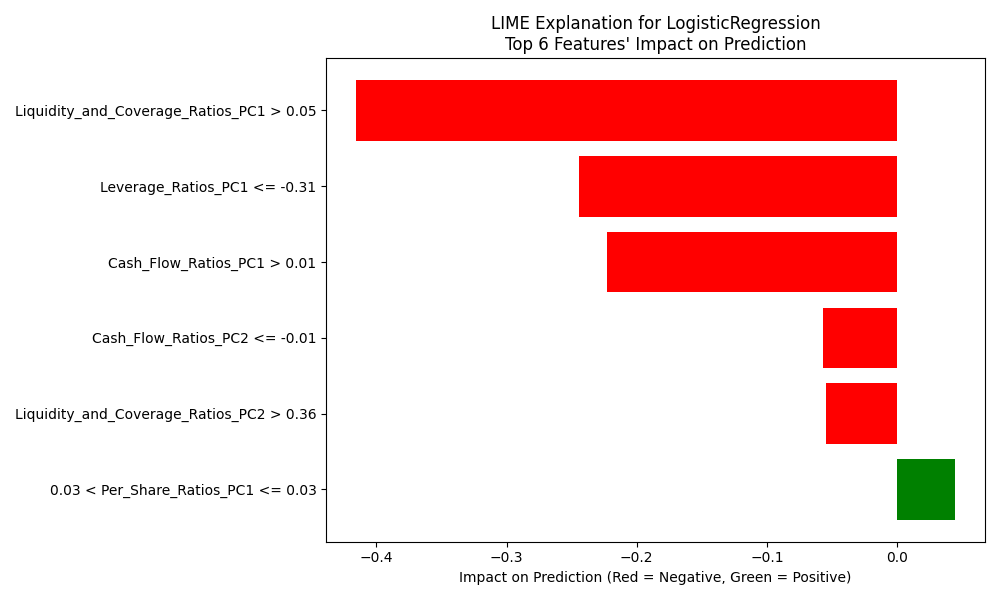 LIME Explanation for LogisticRegression
Top 6 Features' Impact on Prediction
Liquidity_and_Coverage_Ratios_PC1 > 0.05
Leverage_Ratios_PC1 <= -0.31
Cash_Flow_Ratios_PC1 > 0.01
Cash_Flow_Ratios_PC2 <= -0.01
Liquidity_and_Coverage_Ratios_PC2 > 0.36
0.03 < Per_Share_Ratios_PC1 <= 0.03
−0.4 −0.3 −0.2 −0.1 0.0
Impact on Prediction (Red = Negative, Green = Positive)